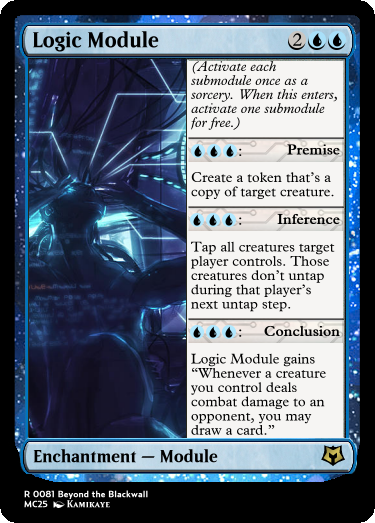 Logic Module 2
(Activate each
submodule once as a
sorcery. When this enters,
activate one submodule
for free.)
: Premise
Create a token that's a
copy of target creature.
: Inference
Tap all creatures target
player controls. Those
creatures don't untap
during that player's
next untap step.
: Conclusion
Logic Module gains
“Whenever a creature
you control deals
combat damage to an
opponent, you may
draw a card.”
Enchantment — Module
R 0081 Beyond the Blackwall
MC25 Kamikaye